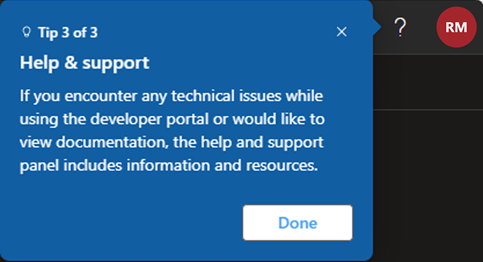 Tip 3 of 3
? RM
Help & support
If you encounter any technical issues while
using the developer portal or would like to
view documentation, the help and support
panel includes information and resources.
Done